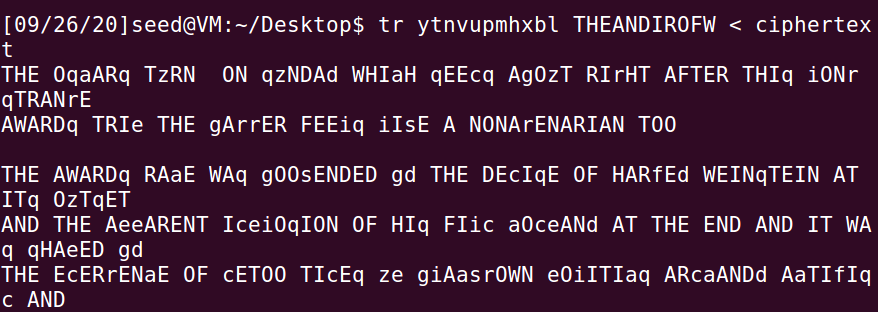 [09/26/20]seed@VM:~/Desktop$ tr ytnvupmhxbl THEANDIROFW < ciphertex
t
THE OqaARq TzRN  ON qzNDAd WHIaH qEEcq AgOzT RIrHT AFTER THIq iONr
qTRANrE
AWARDq TRIe THE gArrER FEEiq iIsE A NONArENARIAN TOO

THE AWARDq RAaE WAq gOOsENDED gd THE DEcIqE OF HARfEd WEINqTEIN AT
ITq OzTqET
AND THE AeeARENT IceiOqION OF HIq FIic aOceANd AT THE END AND IT WA
q qHAeED gd
THE EcERrENaE OF cETOO TIcEq ze giAasrOWN eOiITIaq ARcaANDd AaTIfIq
c AND